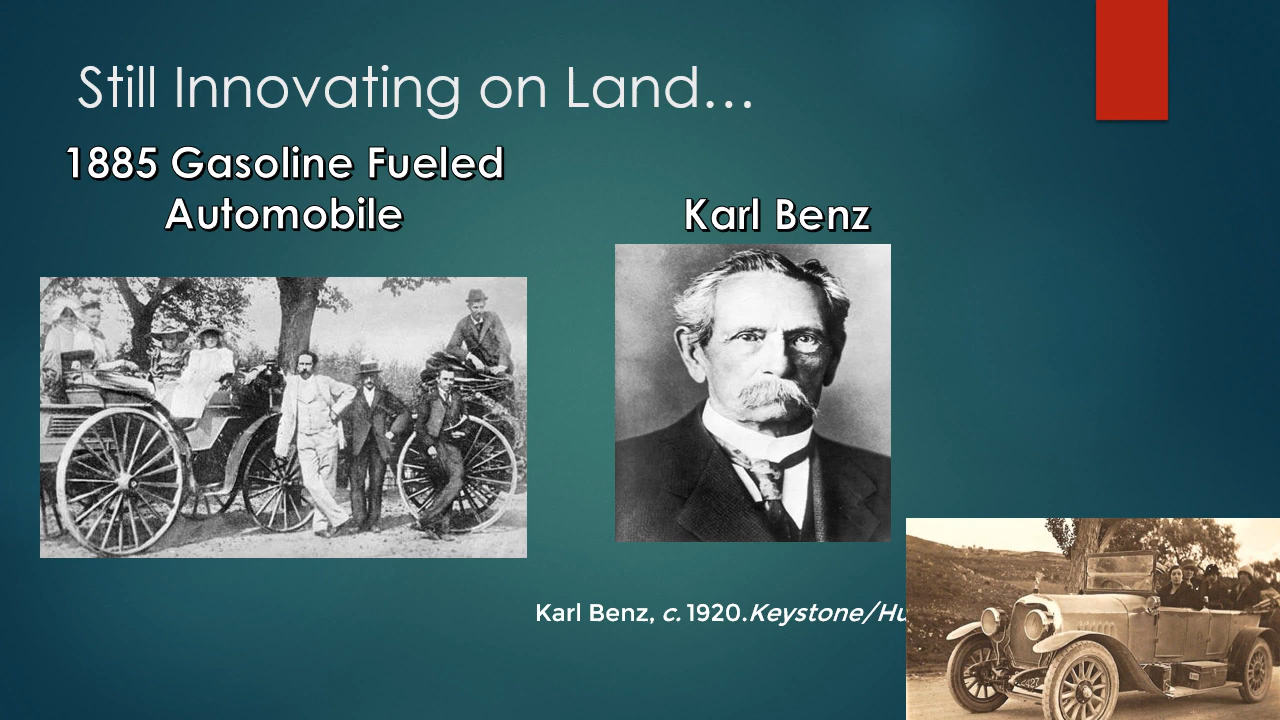 Still Innovating on Land…
1885 Gasoline Fueled
Automobile
Karl Benz
Karl Benz, c. 1920.Keystone/Hu